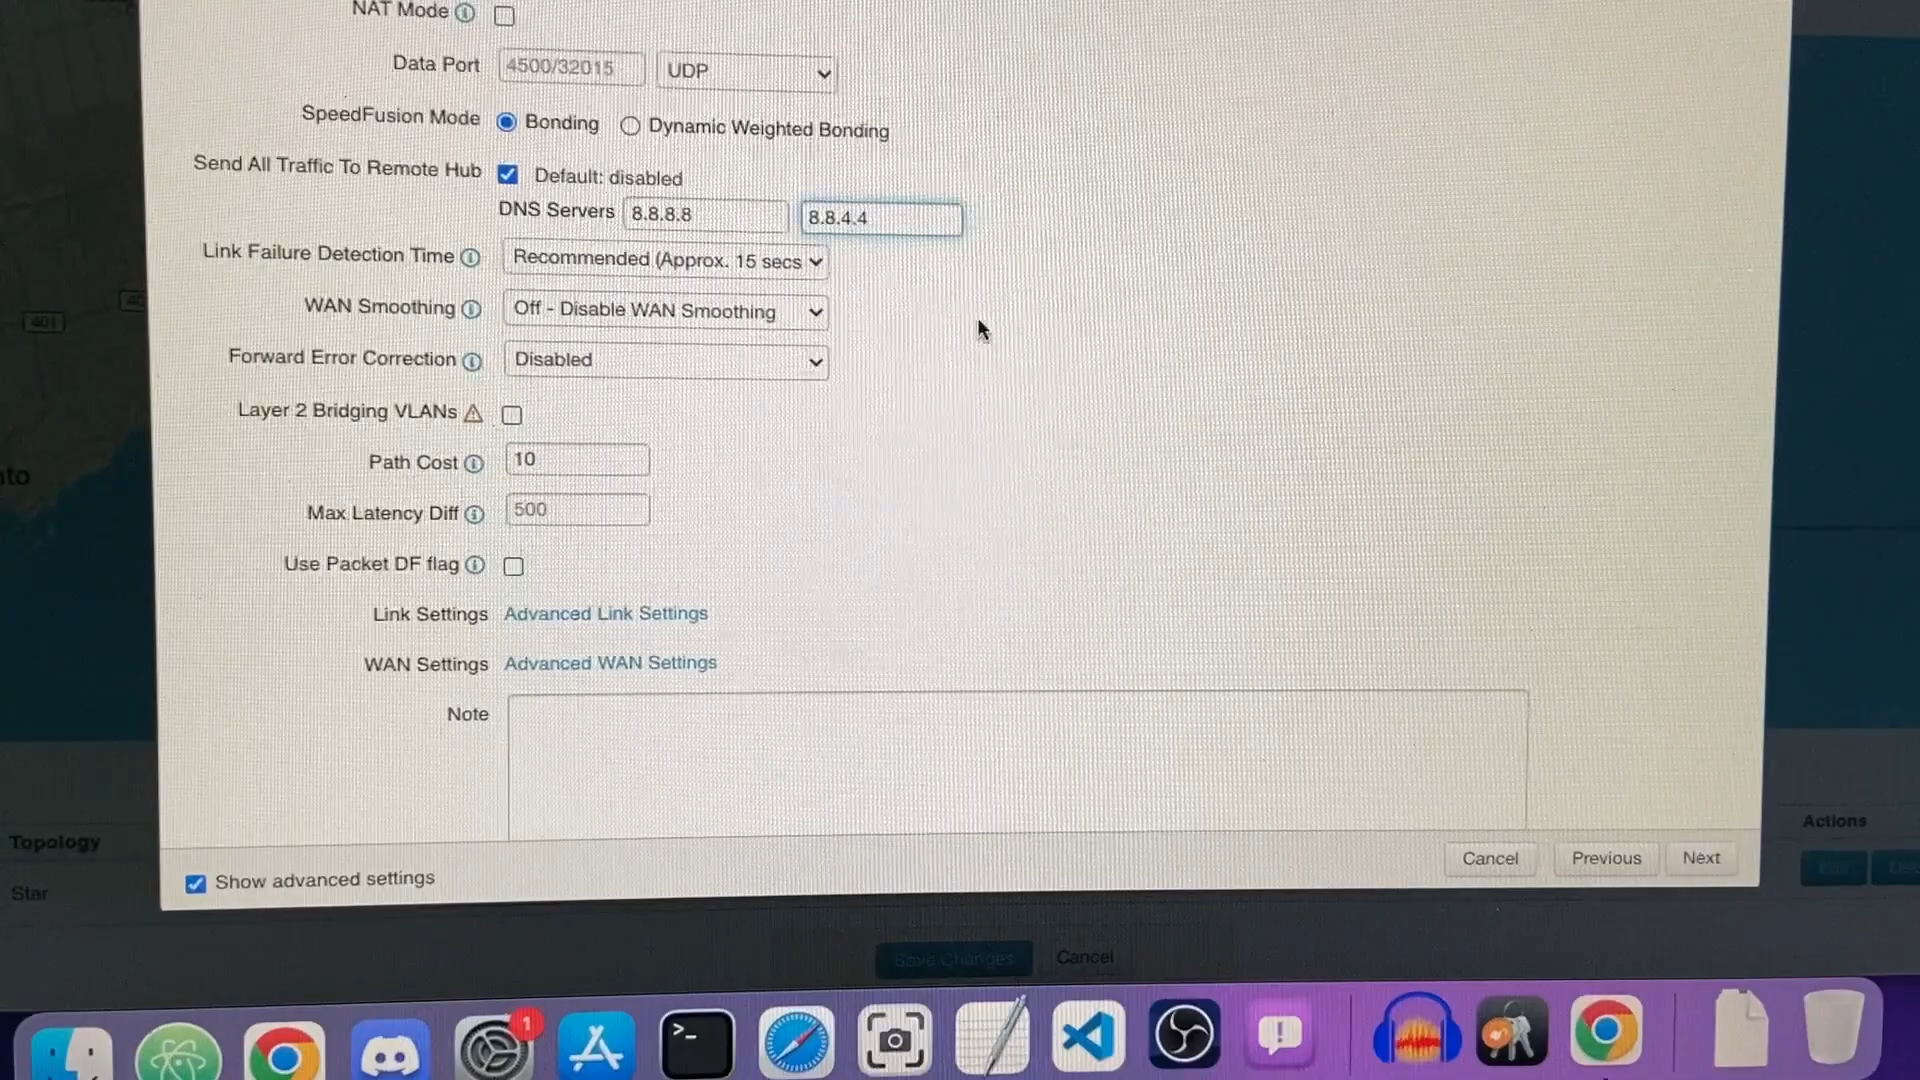 NAT Mode
Data Port 4500/32015 UDP
SpeedFusion Mode Bonding Dynamic Weighted Bonding
Send All Traffic To Remote Hub Default: disabled
DNS Servers 8.8.8.8 8.8.4.4
Link Failure Detection Time Recommended (Approx. 15 secs
WAN Smoothing Off - Disable WAN Smoothing
401
Forward Error Correction Disabled
Layer 2 Bridging VLANs
Path Cost 10
nto
Max Latency Diff 500
Use Packet DF flag
Link Settings Advanced Link Settings
WAN Settings Advanced WAN Settings
Note
Topology
Actions
Cancel Previous Next
Show advanced settings
Star
Save Changes Cancel
1